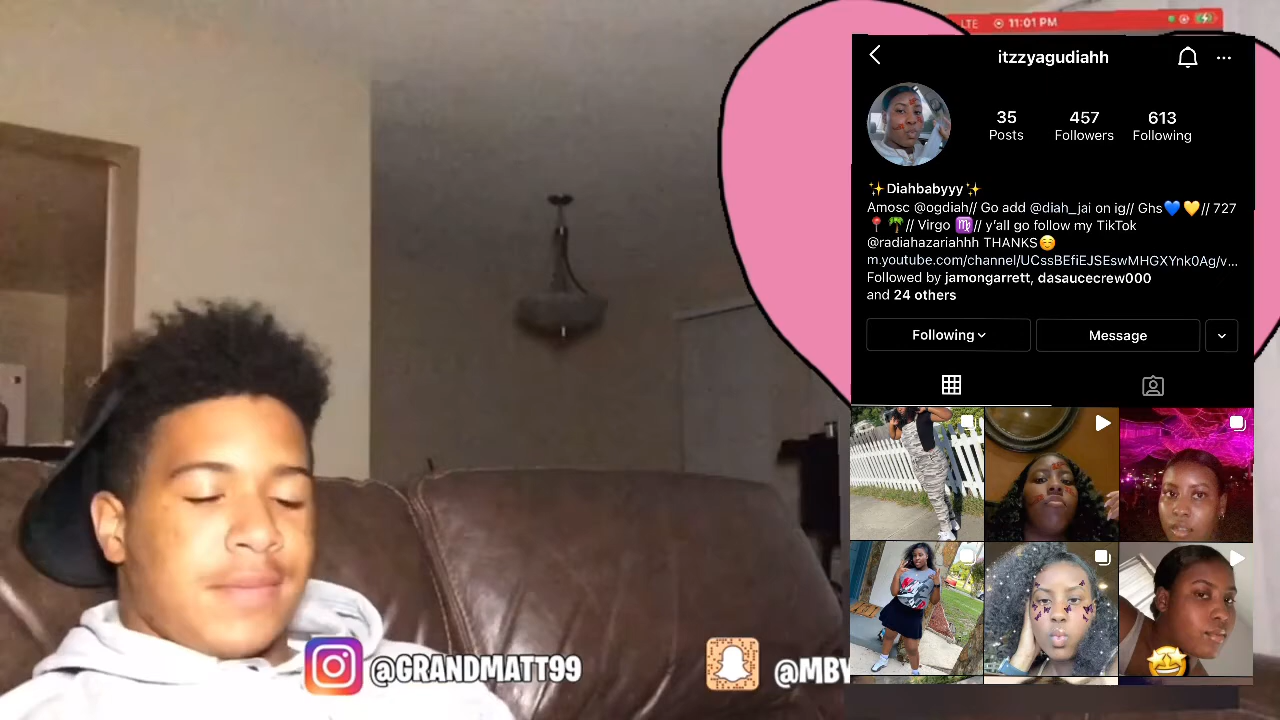 LTE 11:01 PM
itzzyagudiahh
35 457 613
Posts Followers Following
✨Diahbabyyy✨
Amosc @ogdiah// Go add @diah_jai on ig// Ghs💙💛// 727
📍🌴// Virgo ♍// y'all go follow my TikTok
@radiahazariahhh THANKS☺️
m.youtube.com/channel/UCssBEfiEJSEswMHGXYnk0Ag/v...
Followed by jamongarrett, dasaucecrew000
and 24 others
Following Message
@GRANDMATT99
@MBY